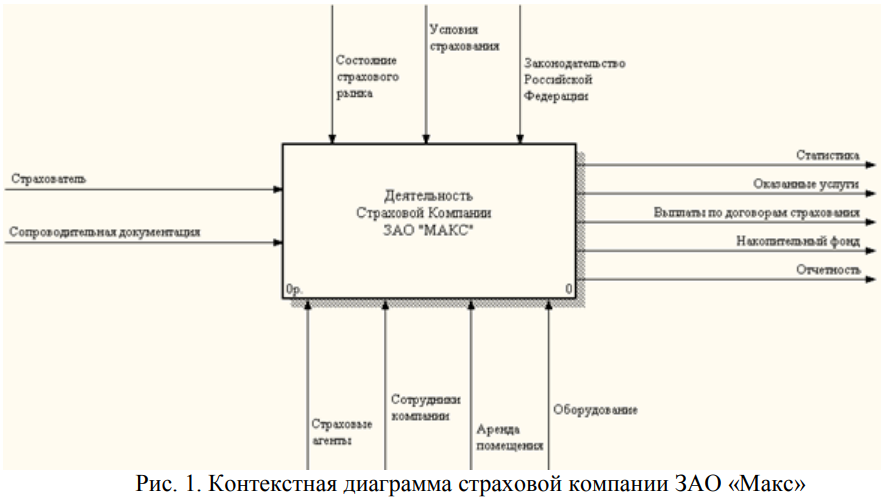 Условия
страхования
Состояние
страхового
рынка
Законодательство
Российской
Федерации
Страхователь
Сопроводительная документация
Деятельность
Страховой Компании
ЗАО "МАКС"
0р.
0
Статистика
Оказанные услуги
Выплаты по договорам страхования
Накопительный фонд
Отчетность
Страховые
агенты
Сотрудники
компании
Аренда
помещения
Оборудование
Рис. 1. Контекстная диаграмма страховой компании ЗАО «Макс»